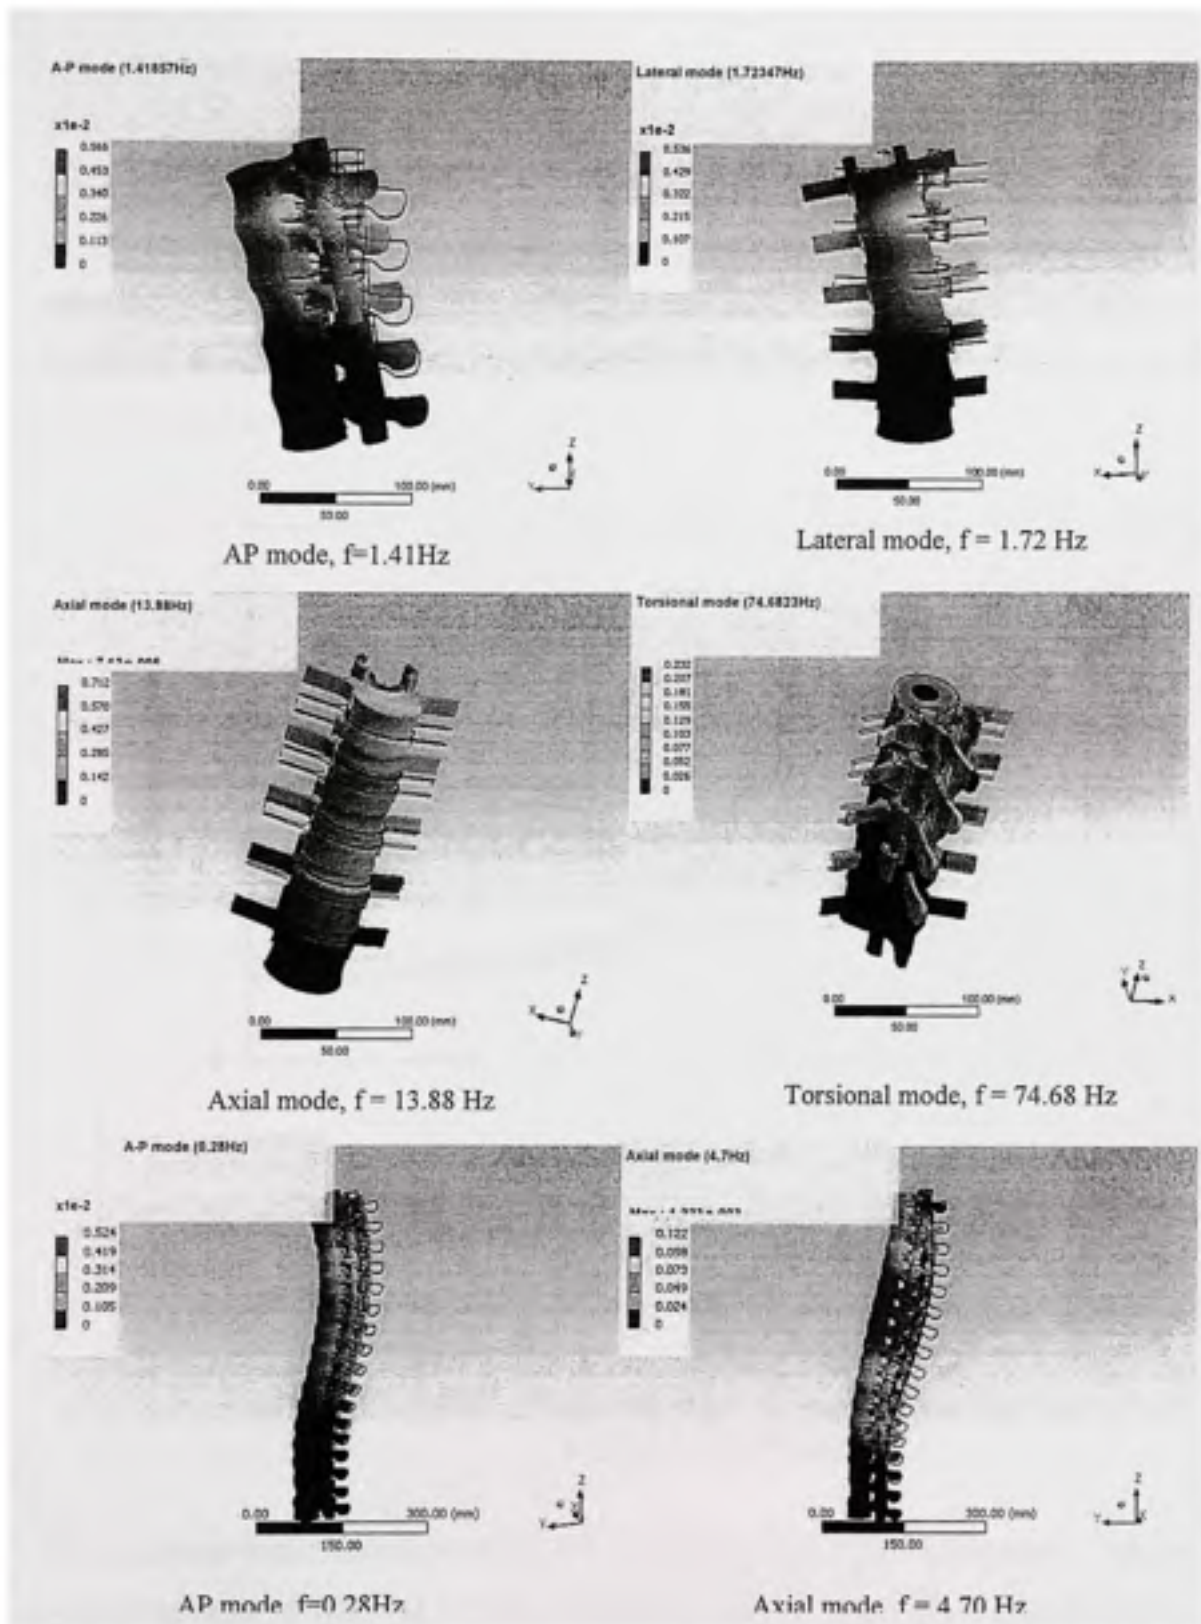 A-P mode (1.41857Hz)
x1e-2
0.566
0.453
0.340
0.226
0.113
0
0.00
100.00 (mm)
50.00
Z
Y
AP mode, f=1.41Hz
Lateral mode (1.72347Hz)
x1e-2
0.536
0.429
0.322
0.215
0.107
0
0.00
100.00 (mm)
50.00
Z
X
Lateral mode, f = 1.72 Hz
Axial mode (13.88Hz)
0.712
0.570
0.427
0.285
0.142
0
0.00
100.00 (mm)
50.00
Z
X
Y
Axial mode, f = 13.88 Hz
Torsional mode (74.6823Hz)
0.232
0.207
0.181
0.155
0.129
0.103
0.077
0.052
0.026
0
0.00
100.00 (mm)
50.00
Y
Z
X
Torsional mode, f = 74.68 Hz
A-P mode (0.28Hz)
x1e-2
0.524
0.419
0.314
0.209
0.105
0
0.00
300.00 (mm)
150.00
Z
Y
AP mode, f=0.28Hz
Axial mode (4.7Hz)
0.122
0.098
0.073
0.049
0.024
0
0.00
300.00 (mm)
150.00
Z
Y
X
Axial mode, f = 4.70 Hz